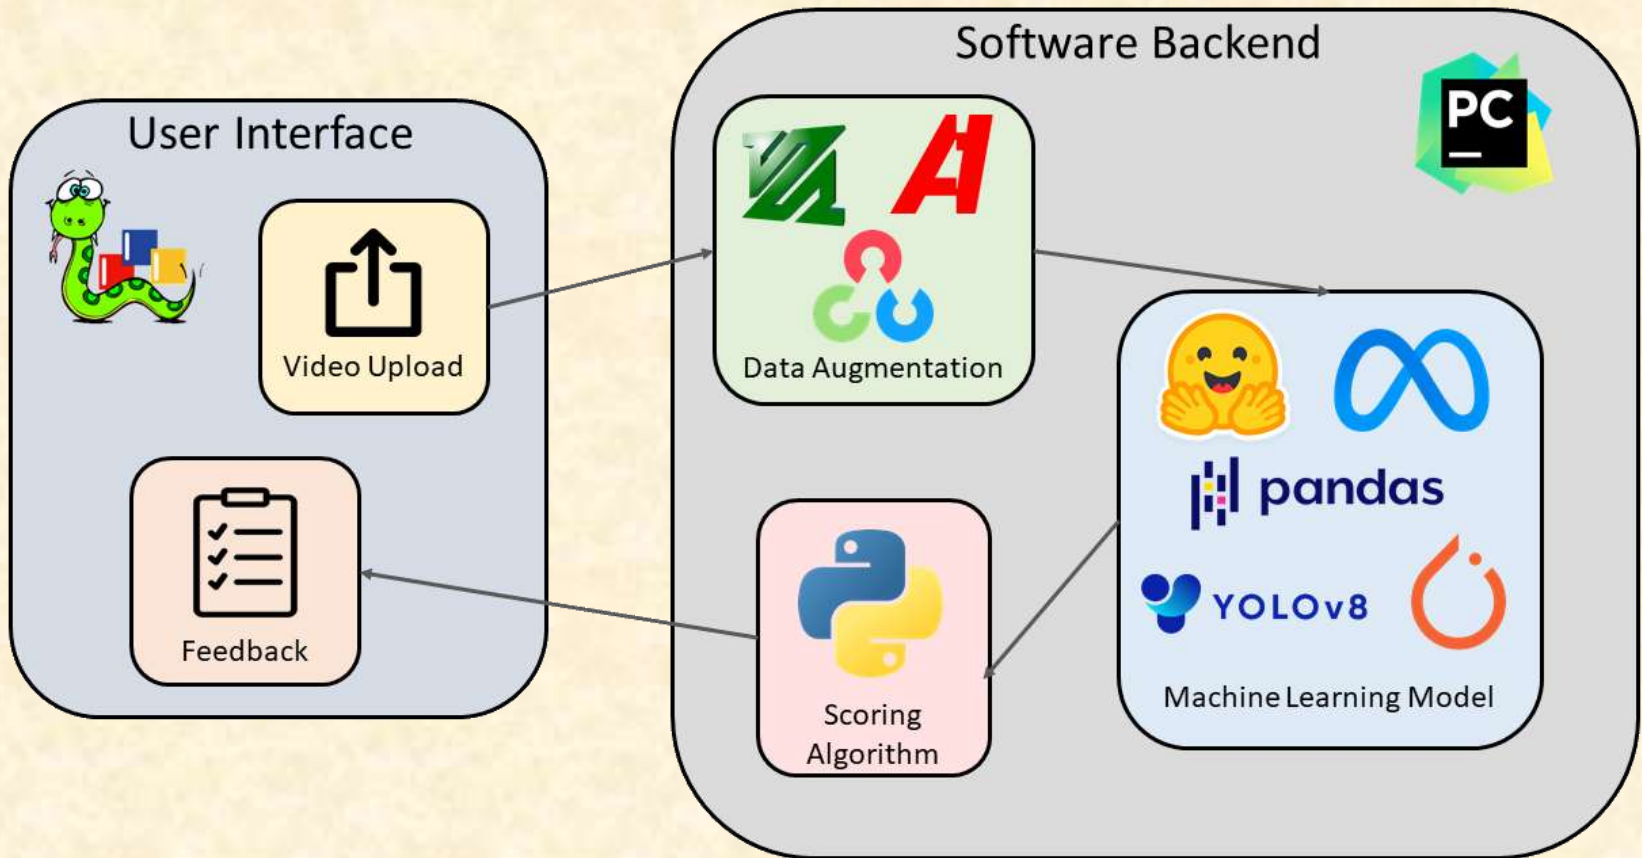 Software Backend
PC
User Interface
Video Upload
Data Augmentation
pandas
YOLOv8
Feedback
Machine Learning Model
Scoring
Algorithm